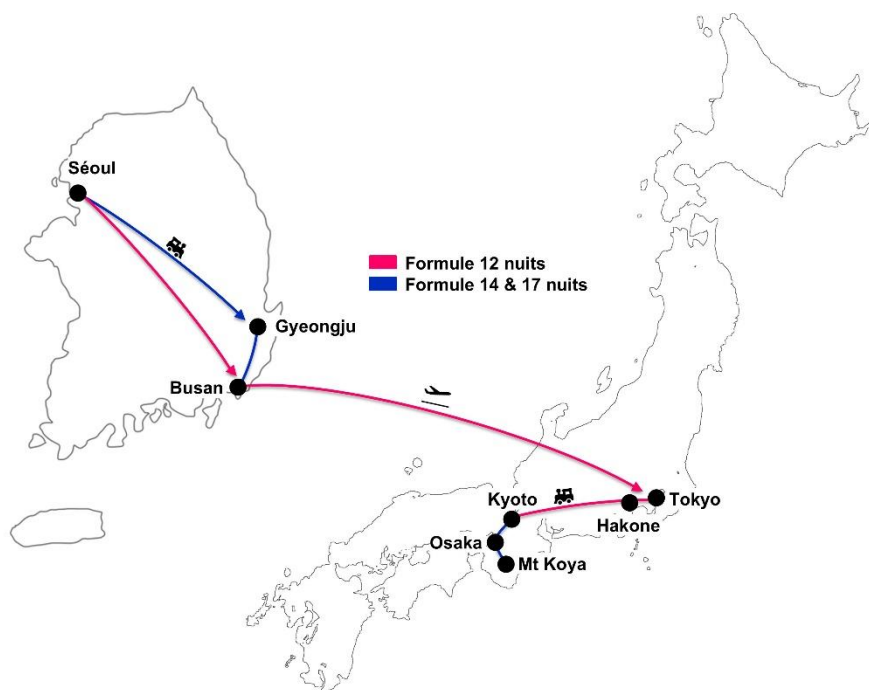 Séoul
Formule 12 nuits
Formule 14 & 17 nuits
Gyeongju
Busan
Kyoto
Tokyo
Hakone
Osaka
Mt Koya